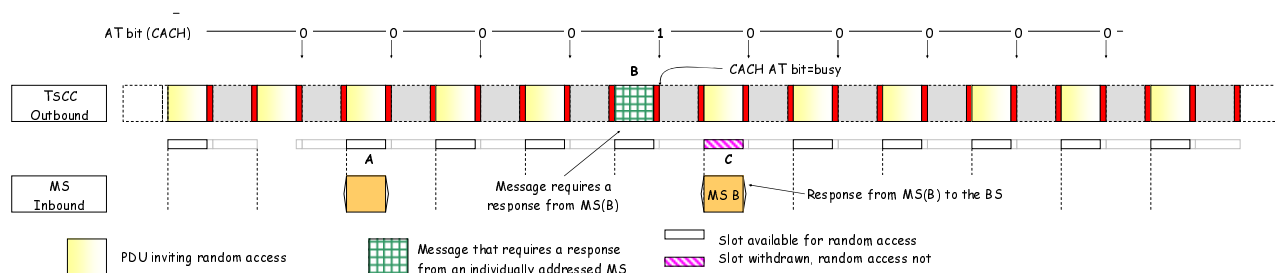 AT bit (CACH) 0 0 0 0 1 0 0 0 0 0
B
CACH AT bit=busy
TSCC
Outbound
A
C
MS
Inbound
Message requires a
response from MS(B)
MS B
Response from MS(B) to the BS
PDU inviting random access
Message that requires a response
from an individually addressed MS
Slot available for random access
Slot withdrawn, random access not